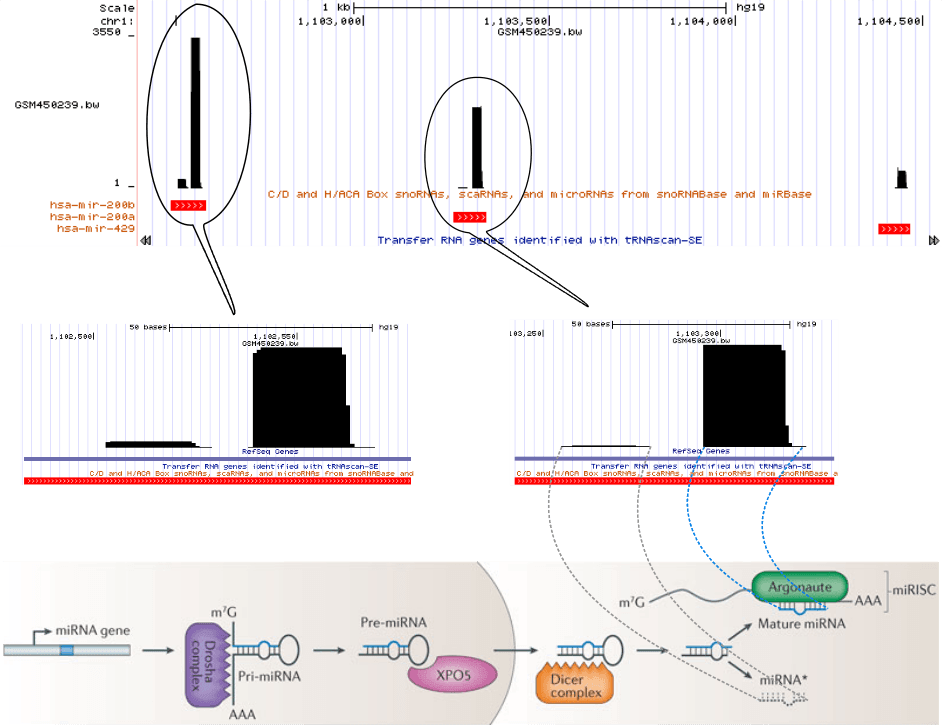 Scale 1 kb hg19
chr1: 1,103,000 1,103,500 1,104,000 1,104,500
3550 _ GSM450239.bw
GSM450239.bw
1 _
C/D and H/ACA Box snoRNAs, scaRNAs, and microRNAs from snoRNABase and miRBase
hsa-mir-200b
hsa-mir-200a
hsa-mir-429
Transfer RNA genes identified with tRNAscan-SE
50 bases hg19
1,102,500 1,102,550
GSM450239.bw
RefSeq Genes
Transfer RNA genes identified with tRNAscan-SE
C/D and H/ACA Box snoRNAs, scaRNAs, and microRNAs from snoRNABase and
50 bases hg19
03,250 1,103,300
GSM450239.bw
RefSeq Genes
Transfer RNA genes identified with tRNAscan-SE
C/D and H/ACA Box snoRNAs, scaRNAs, and microRNAs from snoRNABase a
miRNA gene
m⁷G
Drosha
complex
Pri-miRNA
AAA
Pre-miRNA
XPO5
Dicer
complex
m⁷G
Argonaute
AAA
miRISC
Mature miRNA
miRNA*